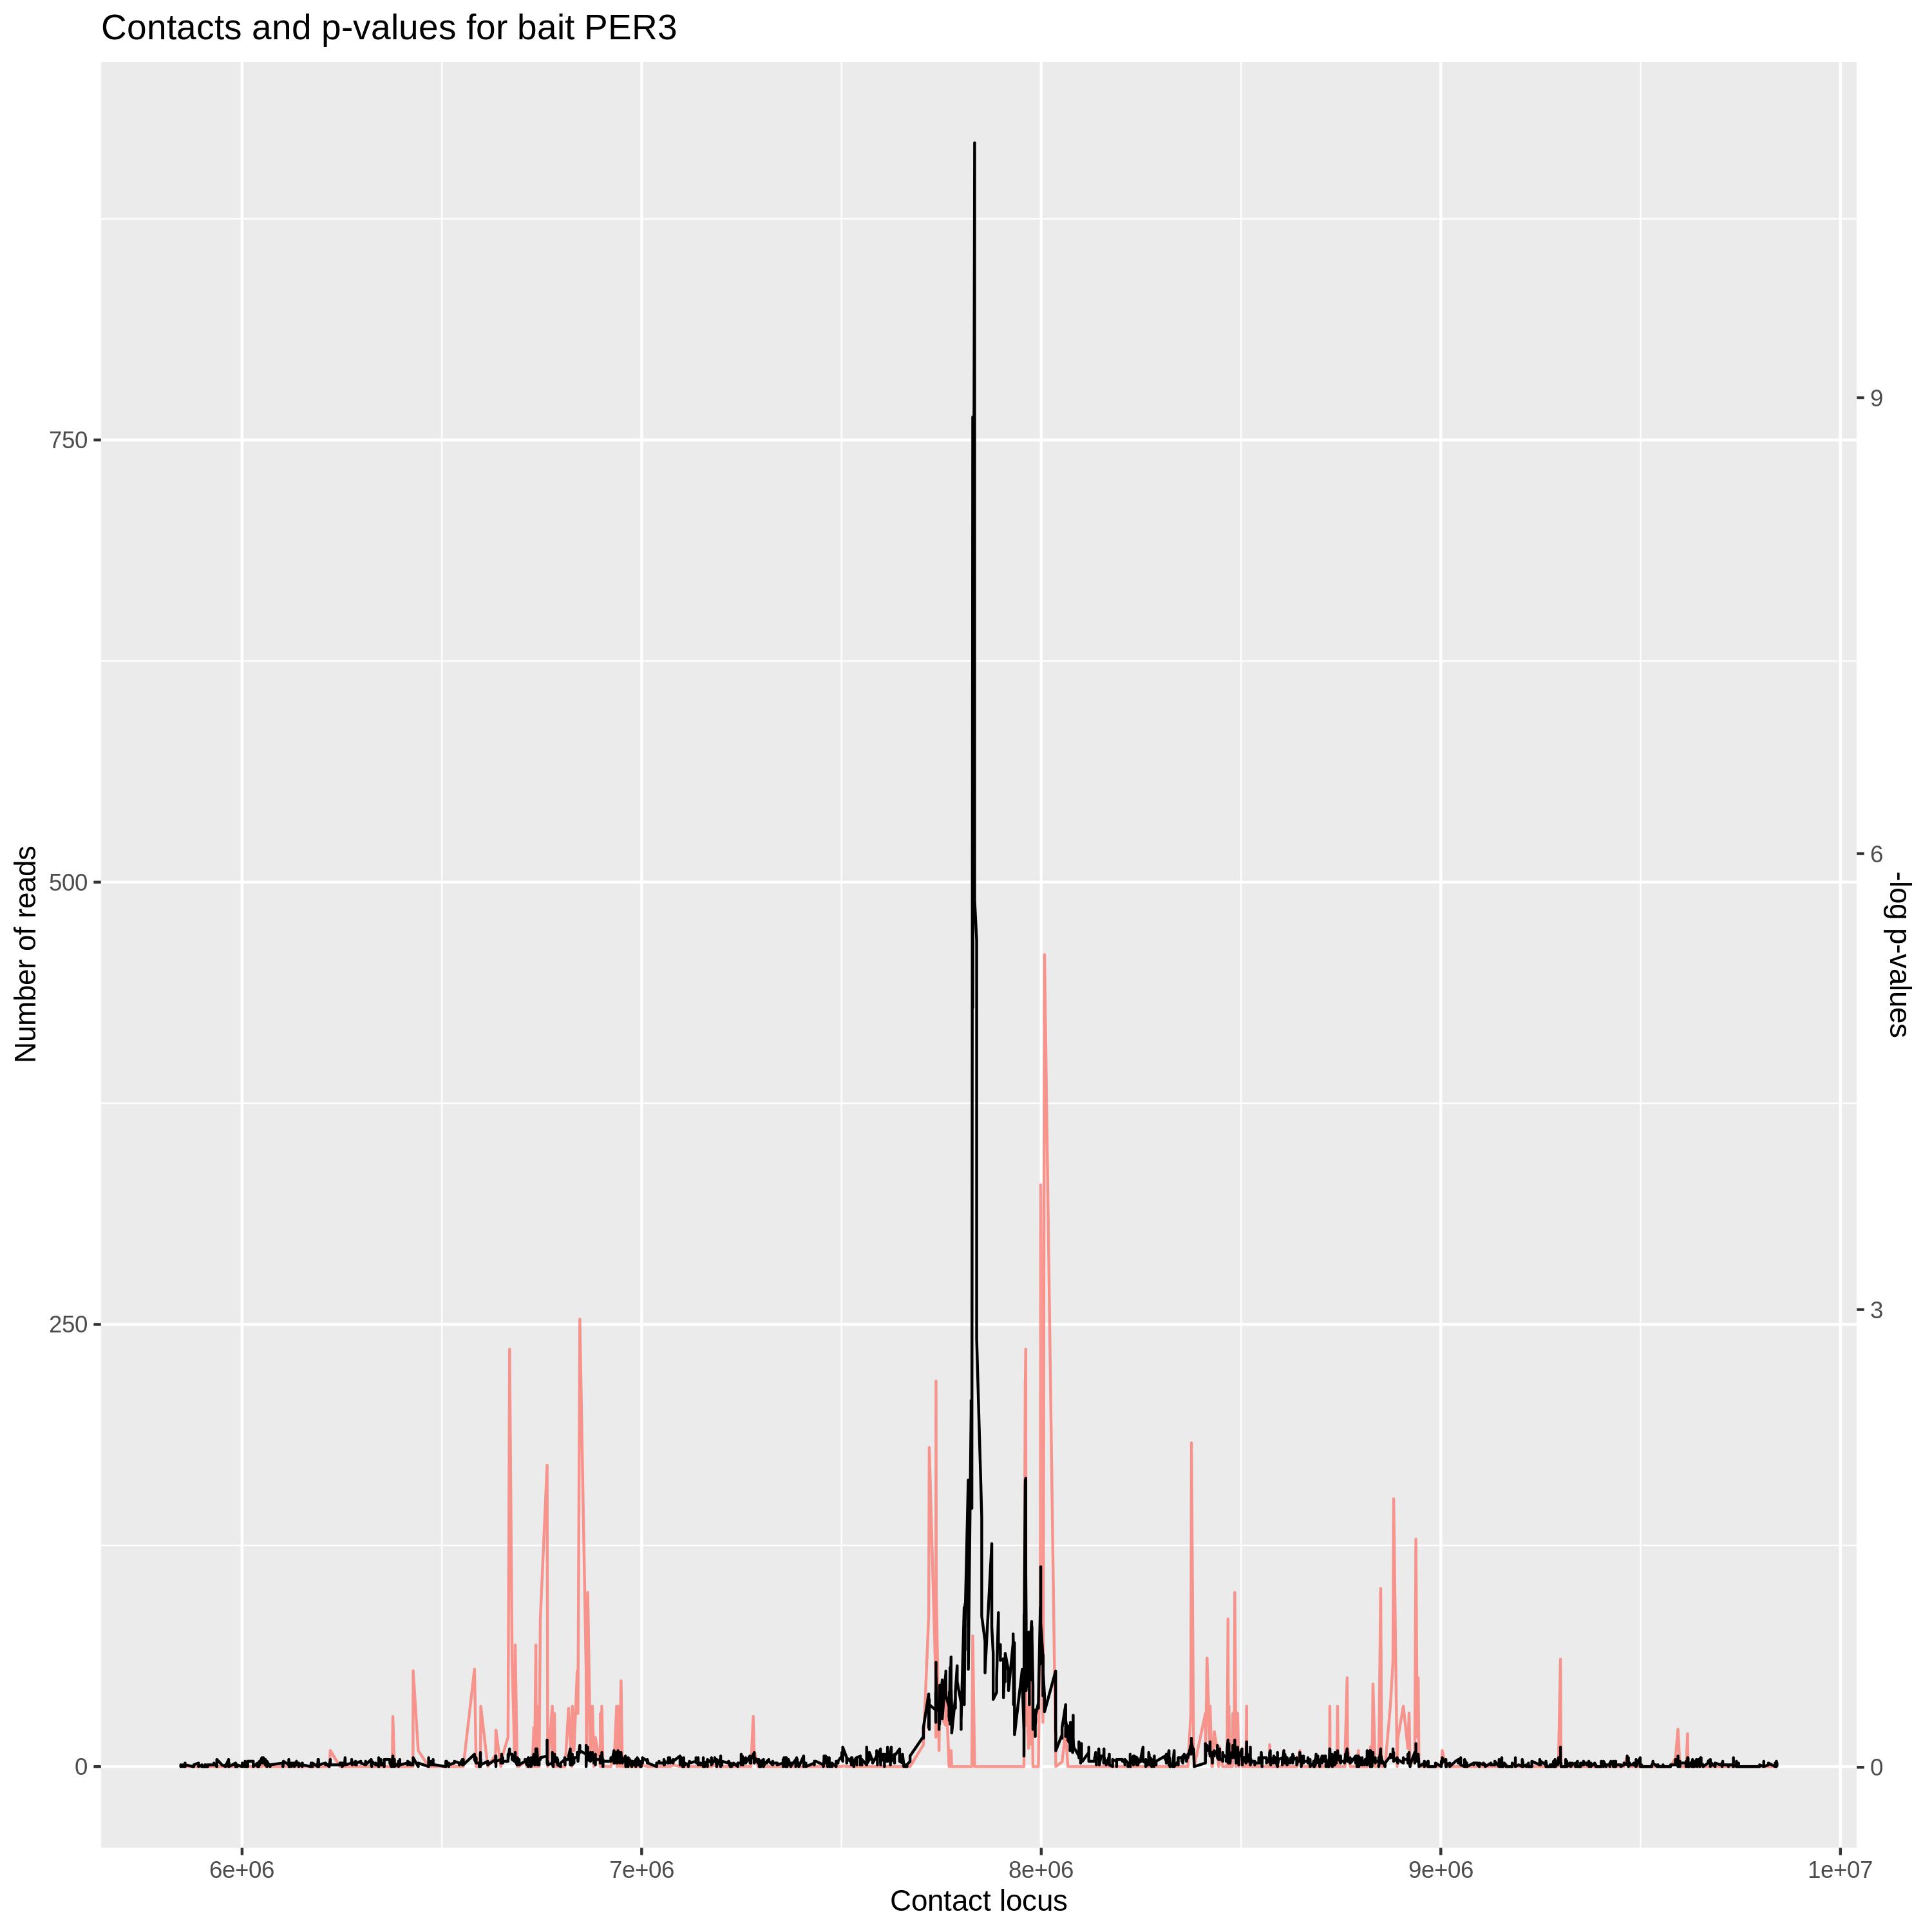 Contacts and p-values for bait PER3
Number of reads
750
500
250
0
9
6
3
0
-log p-values
6e+06
7e+06
8e+06
9e+06
1e+07
Contact locus